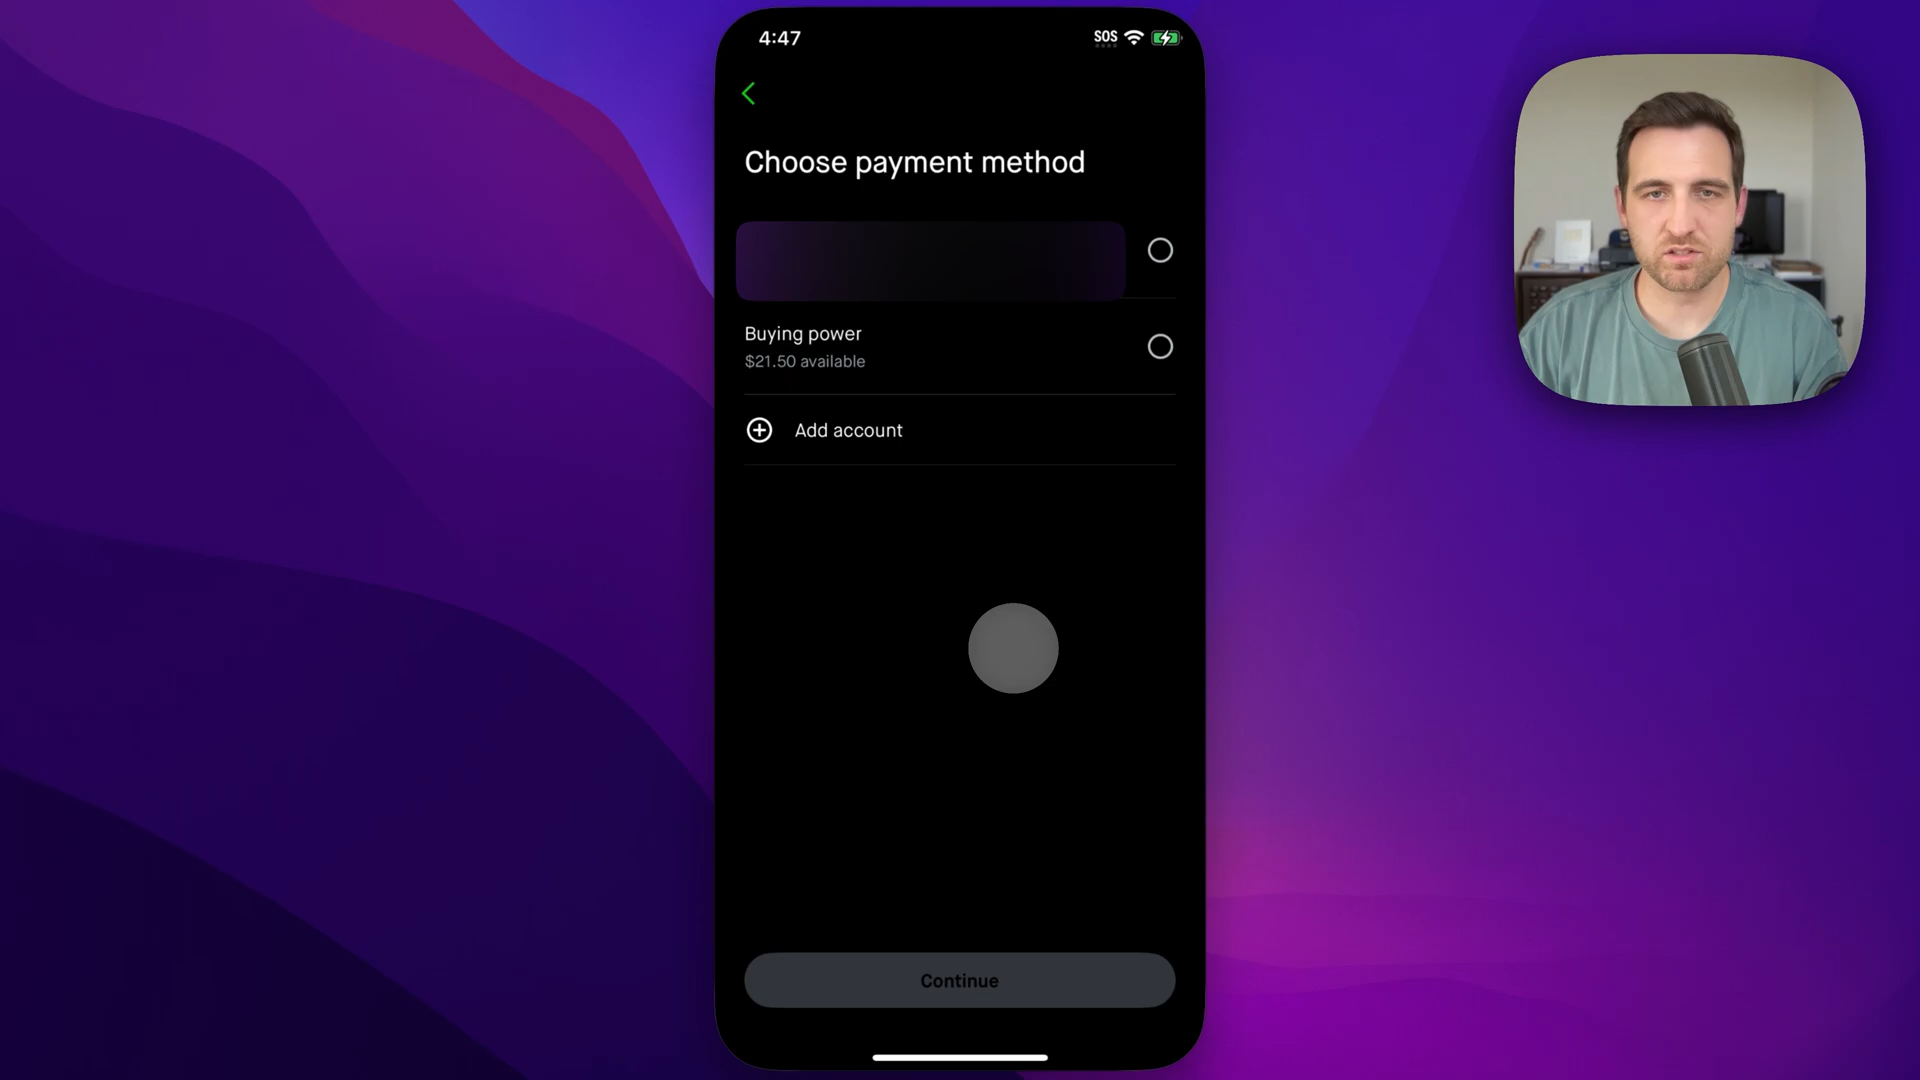 4:47
SOS
Choose payment method
Buying power
$21.50 available
Add account
Continue